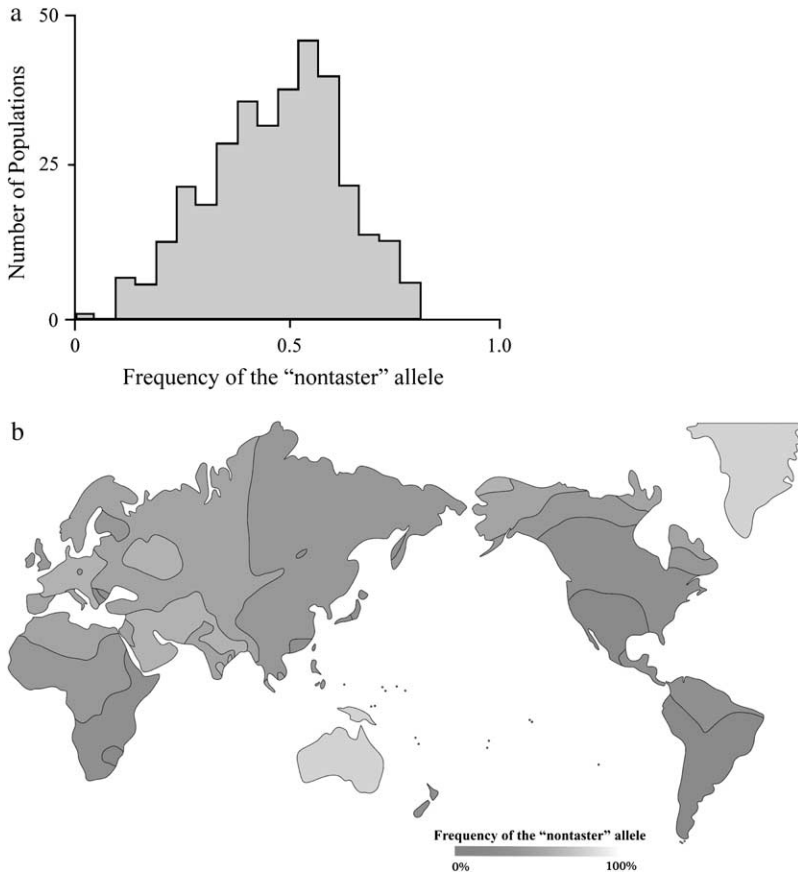 a
50
25
0
Number of Populations
0
0.5
1.0
Frequency of the “nontaster” allele
b
Frequency of the “nontaster” allele
0%
100%